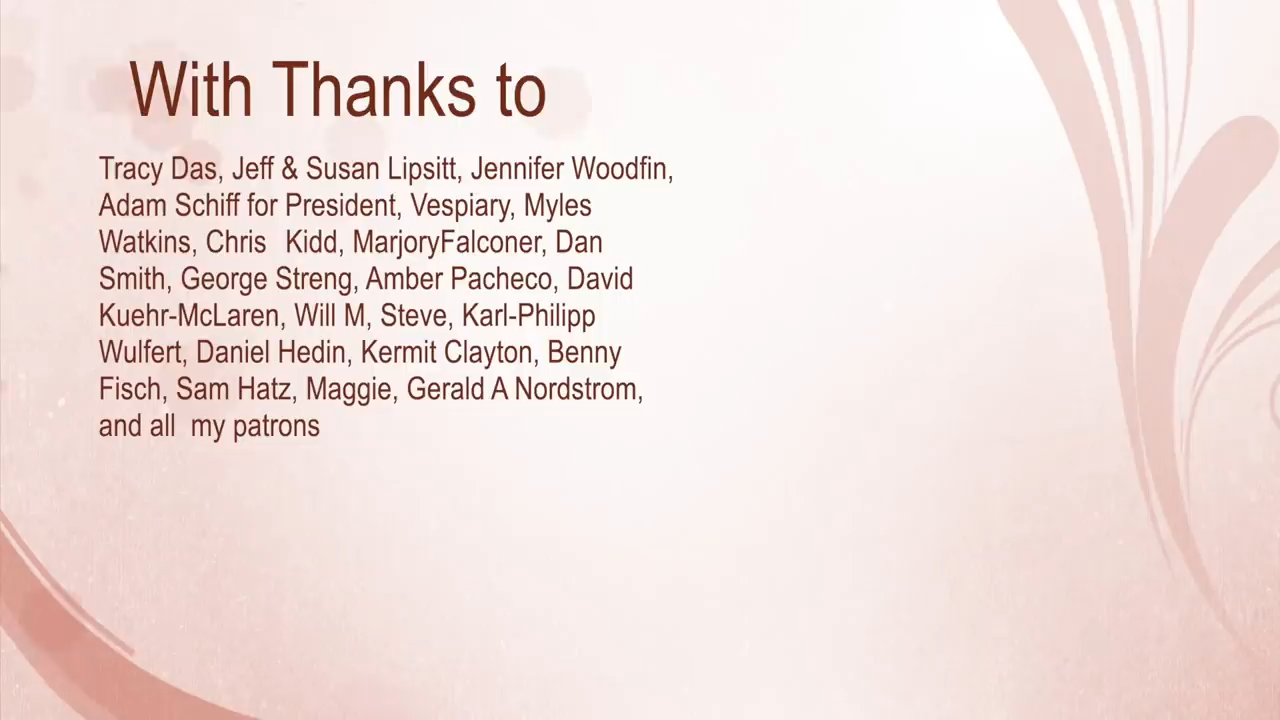 With Thanks to
Tracy Das, Jeff & Susan Lipsitt, Jennifer Woodfin,
Adam Schiff for President, Vespiary, Myles
Watkins, Chris  Kidd, MarjoryFalconer, Dan
Smith, George Streng, Amber Pacheco, David
Kuehr-McLaren, Will M, Steve, Karl-Philipp
Wulfert, Daniel Hedin, Kermit Clayton, Benny
Fisch, Sam Hatz, Maggie, Gerald A Nordstrom,
and all  my patrons